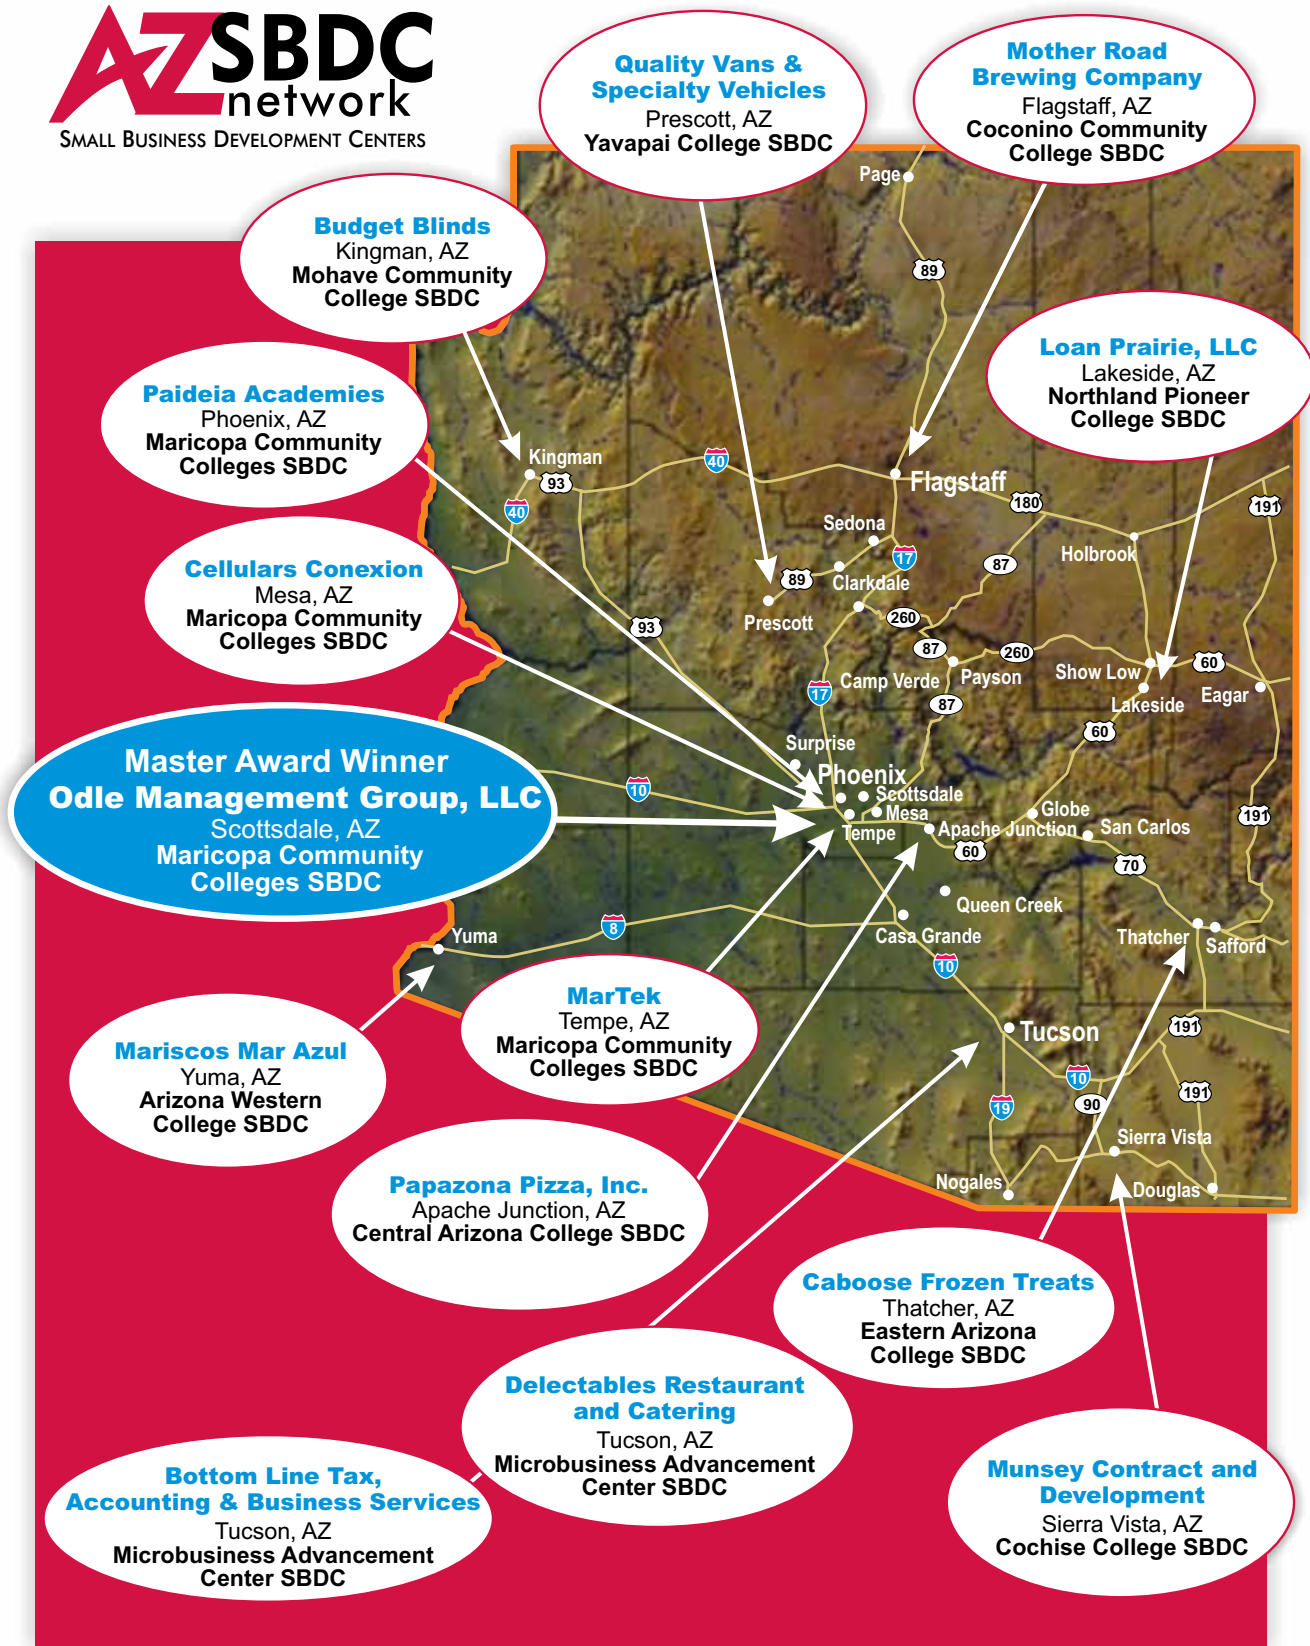 AZSBDC
network
SMALL BUSINESS DEVELOPMENT CENTERS
Quality Vans &
Specialty Vehicles
Prescott, AZ
Yavapai College SBDC
Mother Road
Brewing Company
Flagstaff, AZ
Coconino Community
College SBDC
Budget Blinds
Kingman, AZ
Mohave Community
College SBDC
Loan Prairie, LLC
Lakeside, AZ
Northland Pioneer
College SBDC
Paideia Academies
Phoenix, AZ
Maricopa Community
Colleges SBDC
Cellulars Conexion
Mesa, AZ
Maricopa Community
Colleges SBDC
Master Award Winner
Odle Management Group, LLC
Scottsdale, AZ
Maricopa Community
Colleges SBDC
Page
89
Kingman
93
40
40
Flagstaff
180
191
Sedona
17
Holbrook
87
89
Clarkdale
Prescott
260
93
87
260
60
Show Low
Camp Verde
Payson
17
87
Lakeside
Eagar
60
Surprise
Phoenix
10
Scottsdale
Mesa
Tempe
Globe
Apache Junction
San Carlos
191
60
70
Queen Creek
Casa Grande
8
Yuma
Thatcher
Safford
10
Tucson
191
10
19
90
191
Sierra Vista
Nogales
Douglas
Mariscos Mar Azul
Yuma, AZ
Arizona Western
College SBDC
MarTek
Tempe, AZ
Maricopa Community
Colleges SBDC
Papazona Pizza, Inc.
Apache Junction, AZ
Central Arizona College SBDC
Caboose Frozen Treats
Thatcher, AZ
Eastern Arizona
College SBDC
Delectables Restaurant
and Catering
Tucson, AZ
Microbusiness Advancement
Center SBDC
Bottom Line Tax,
Accounting & Business Services
Tucson, AZ
Microbusiness Advancement
Center SBDC
Munsey Contract and
Development
Sierra Vista, AZ
Cochise College SBDC